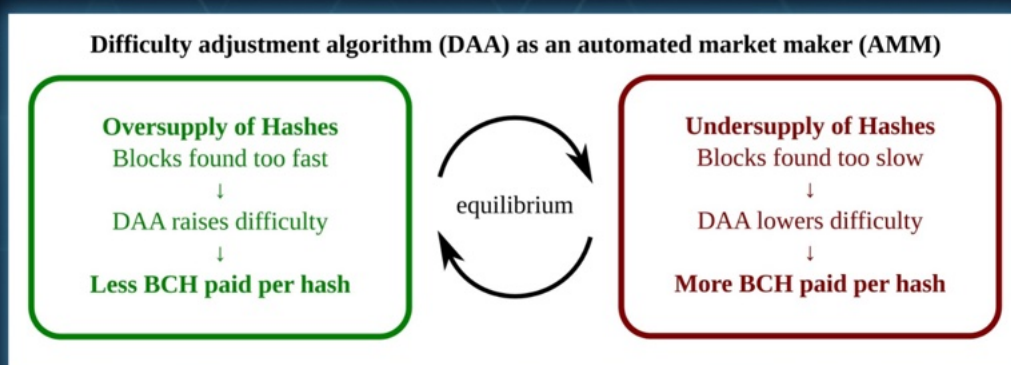 Difficulty adjustment algorithm (DAA) as an automated market maker (AMM)
Oversupply of Hashes
Blocks found too fast
↓
DAA raises difficulty
↓
Less BCH paid per hash
equilibrium
Undersupply of Hashes
Blocks found too slow
↓
DAA lowers difficulty
↓
More BCH paid per hash